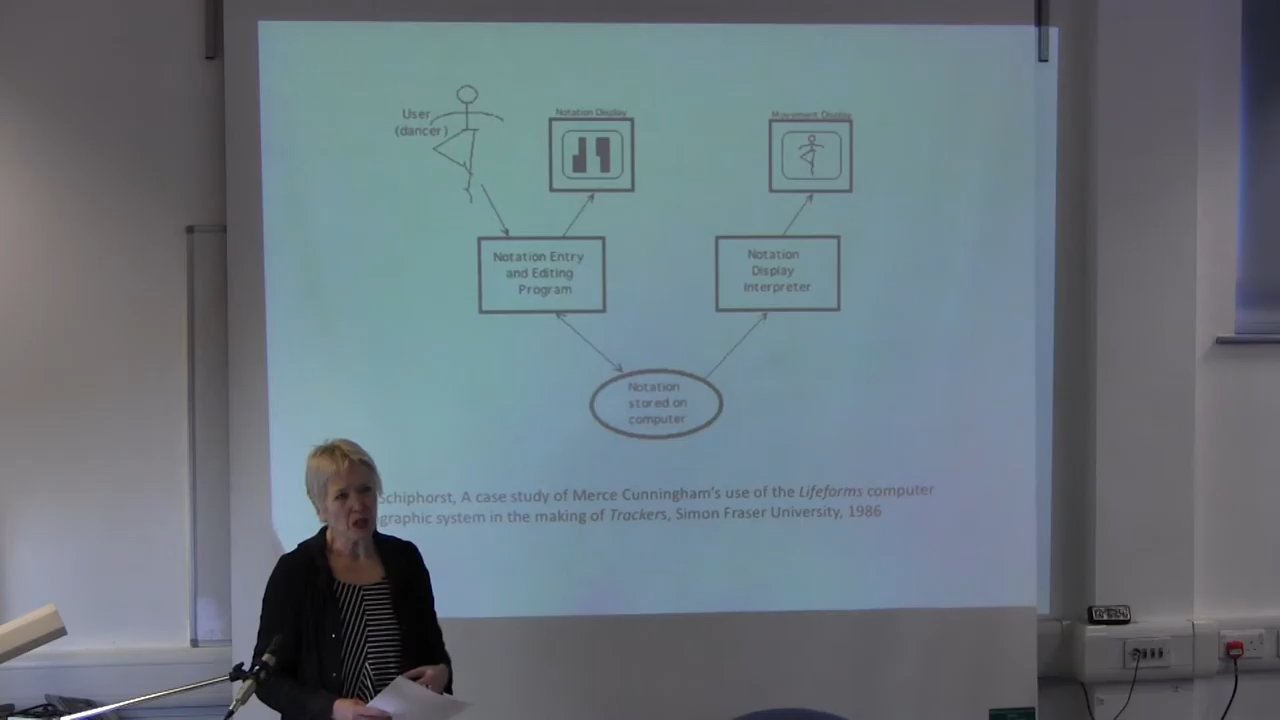 User
(dancer)
Notation Display
Movement Display
Notation Entry
and Editing
Program
Notation
Display
Interpreter
Notation
stored on
computer
Schiphorst, A case study of Merce Cunningham's use of the Lifeforms computer
graphic system in the making of Trackers, Simon Fraser University, 1986